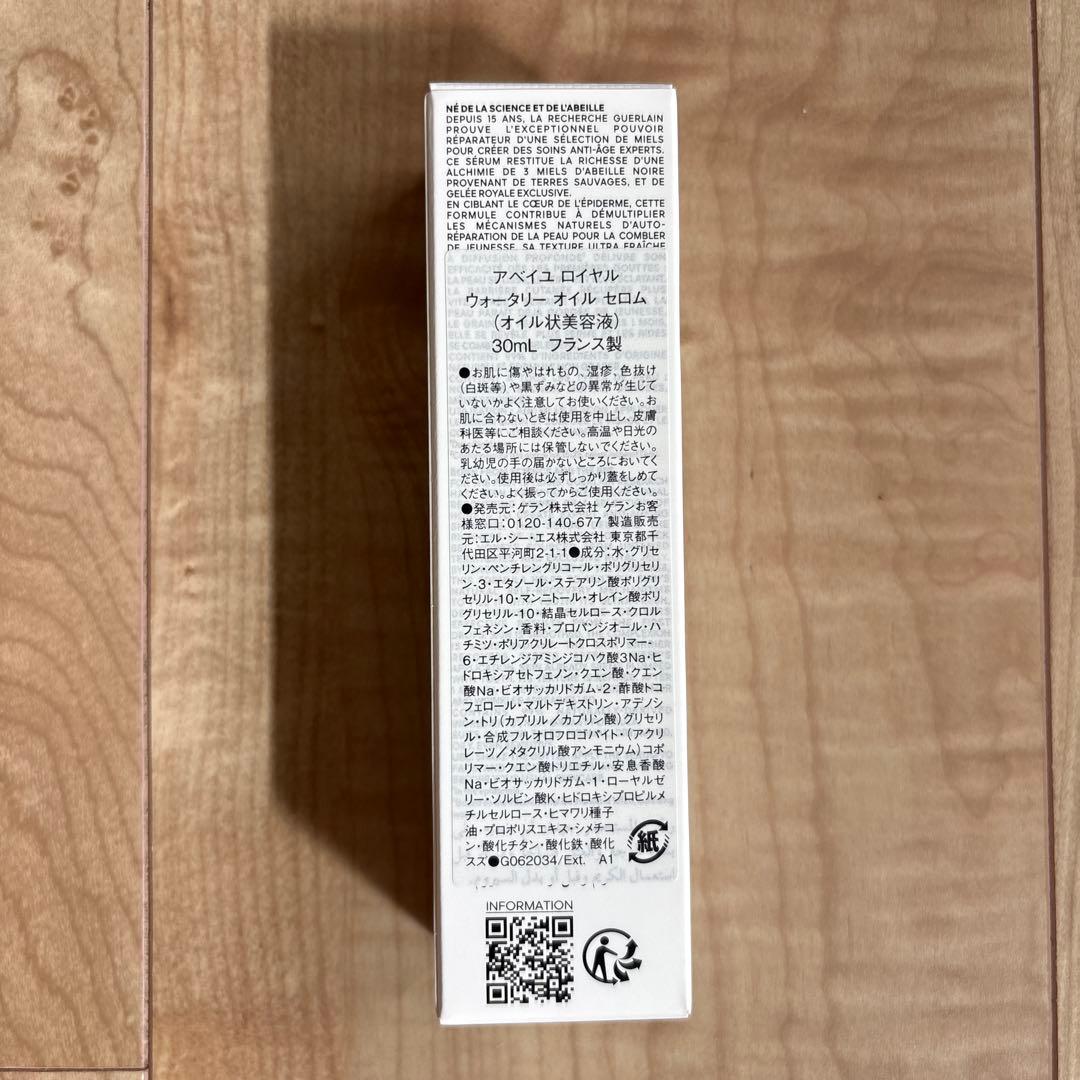 NÉ DE LA SCIENCE ET DE L'ABEILLE
DEPUIS 15 ANS, LA RECHERCHE GUERLAIN
PROUVE L'EXCEPTIONNEL POUVOIR
RÉPARATEUR D'UNE SÉLECTION DE MIELS
POUR CRÉER DES SOINS ANTI-ÂGE EXPERTS.
CE SÉRUM RESTITUE LA RICHESSE D'UNE
ALCHIMIE DE 3 MIELS D'ABEILLE NOIRE
PROVENANT DE TERRES SAUVAGES, ET DE
GELÉE ROYALE EXCLUSIVE.
EN CIBLANT LE CŒUR DE L'ÉPIDERME, CETTE
FORMULE CONTRIBUE À DÉMULTIPLIER
LES MÉCANISMES NATURELS D'AUTO-
RÉPARATION DE LA PEAU POUR LA COMBLER
DE JEUNESSE. SA TEXTURE ULTRA FRAÎCHE
À DIFFUSION PROFONDE DÉLIVRE SON
アベイユ ロイヤル
ウォータリー オイル セロム
(オイル状美容液)
30mL フランス製
●お肌に傷やはれもの、湿疹、色抜け
(白斑等)や黒ずみなどの異常が生じて
いないかよく注意してお使いください。お
肌に合わないときは使用を中止し、皮膚
科医等にご相談ください。高温や日光の
あたる場所には保管しないでください。
乳幼児の手の届かないところにおいてく
ださい。使用後は必ずしっかり蓋をしめて
ください。よく振ってからご使用ください。
●発売元:ゲラン株式会社 ゲランお客
様窓口:0120-140-677 製造販売
元:エル・シー・エス株式会社 東京都千
代田区平河町2-1-1●成分:水・グリセ
リン・ペンチレングリコール・ポリグリセリ
ン-3・エタノール・ステアリン酸ポリグリ
セリル-10・マンニトール・オレイン酸ポリ
グリセリル-10・結晶セルロース・クロル
フェネシン・香料・プロパンジオール・ハ
チミツ・ポリアクリレートクロスポリマー-
6・エチレンジアミンジコハク酸3Na・ヒ
ドロキシアセトフェノン・クエン酸・クエン
酸Na・ビオサッカリドガム-2・酢酸トコ
フェロール・マルトデキストリン・アデノシ
ン・トリ(カプリル/カプリン酸)グリセリ
ル・合成フルオロフロゴパイト・(アクリ
レーツ/メタクリル酸アンモニウム)コポ
リマー・クエン酸トリエチル・安息香酸
Na・ビオサッカリドガム-1・ローヤルゼ
リー・ソルビン酸K・ヒドロキシプロピルメ
チルセルロース・ヒマワリ種子
油・プロポリスエキス・シメチコ
ン・酸化チタン・酸化鉄・酸化
スズ●G062034/Ext. A1
紙
استعمال الكريم وقبل أو بدل السيروم.
INFORMATION